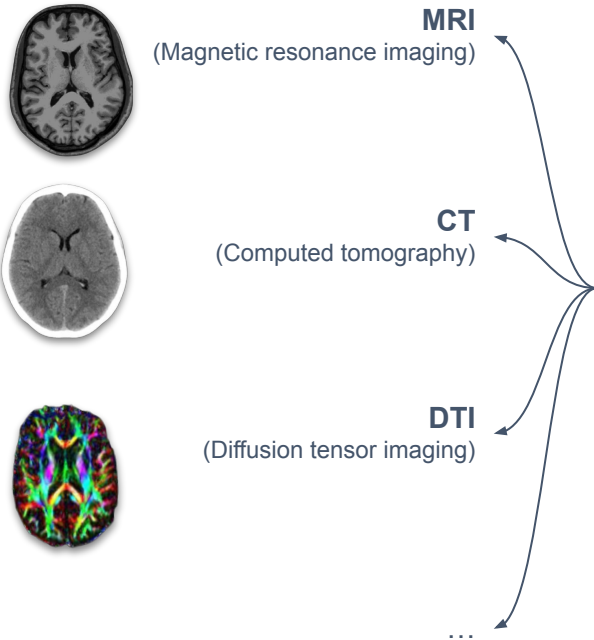 MRI
(Magnetic resonance imaging)
CT
(Computed tomography)
DTI
(Diffusion tensor imaging)
...